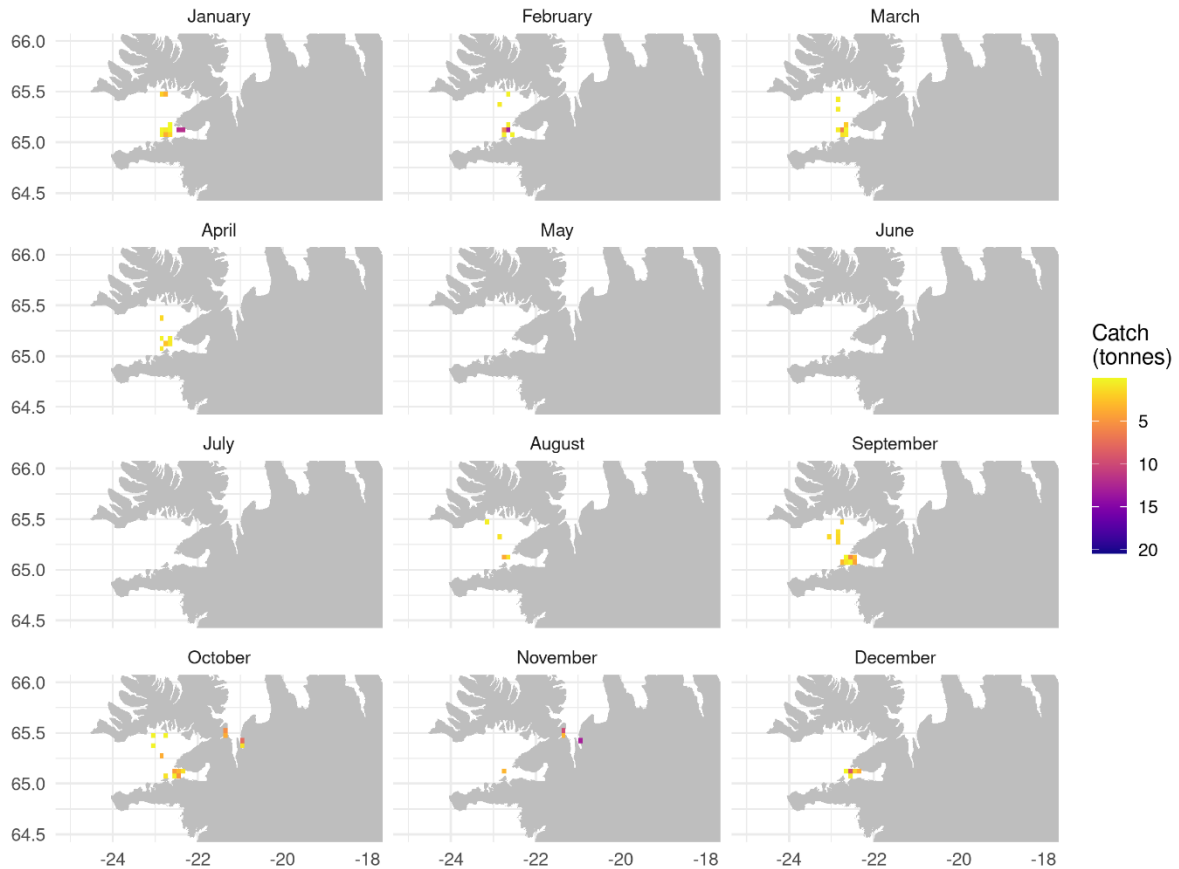 January
February
March
66.0
65.5
65.0
64.5
April
May
June
66.0
65.5
65.0
64.5
July
August
September
66.0
65.5
65.0
64.5
October
November
December
66.0
65.5
65.0
64.5
-24
-22
-20
-18
-24
-22
-20
-18
-24
-22
-20
-18
Catch
(tonnes)
5
10
15
20